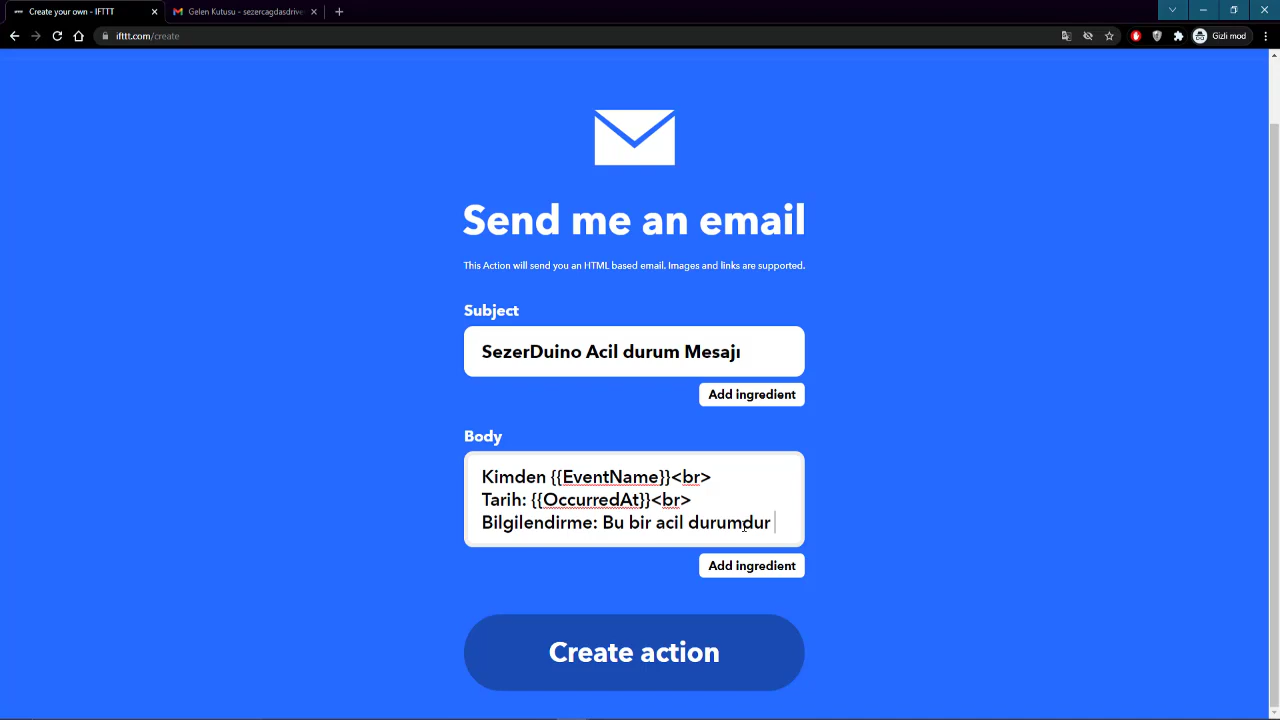 Create your own - IFTTT
Gelen Kutusu - sezercagdasdrive
ifttt.com/create
Gizli mod
Send me an email
This Action will send you an HTML based email. Images and links are supported.
Subject
SezerDuino Acil durum Mesajı
Add ingredient
Body
Kimden {{EventName}}<br>
Tarih: {{OccurredAt}}<br>
Bilgilendirme: Bu bir acil durumdur
Add ingredient
Create action